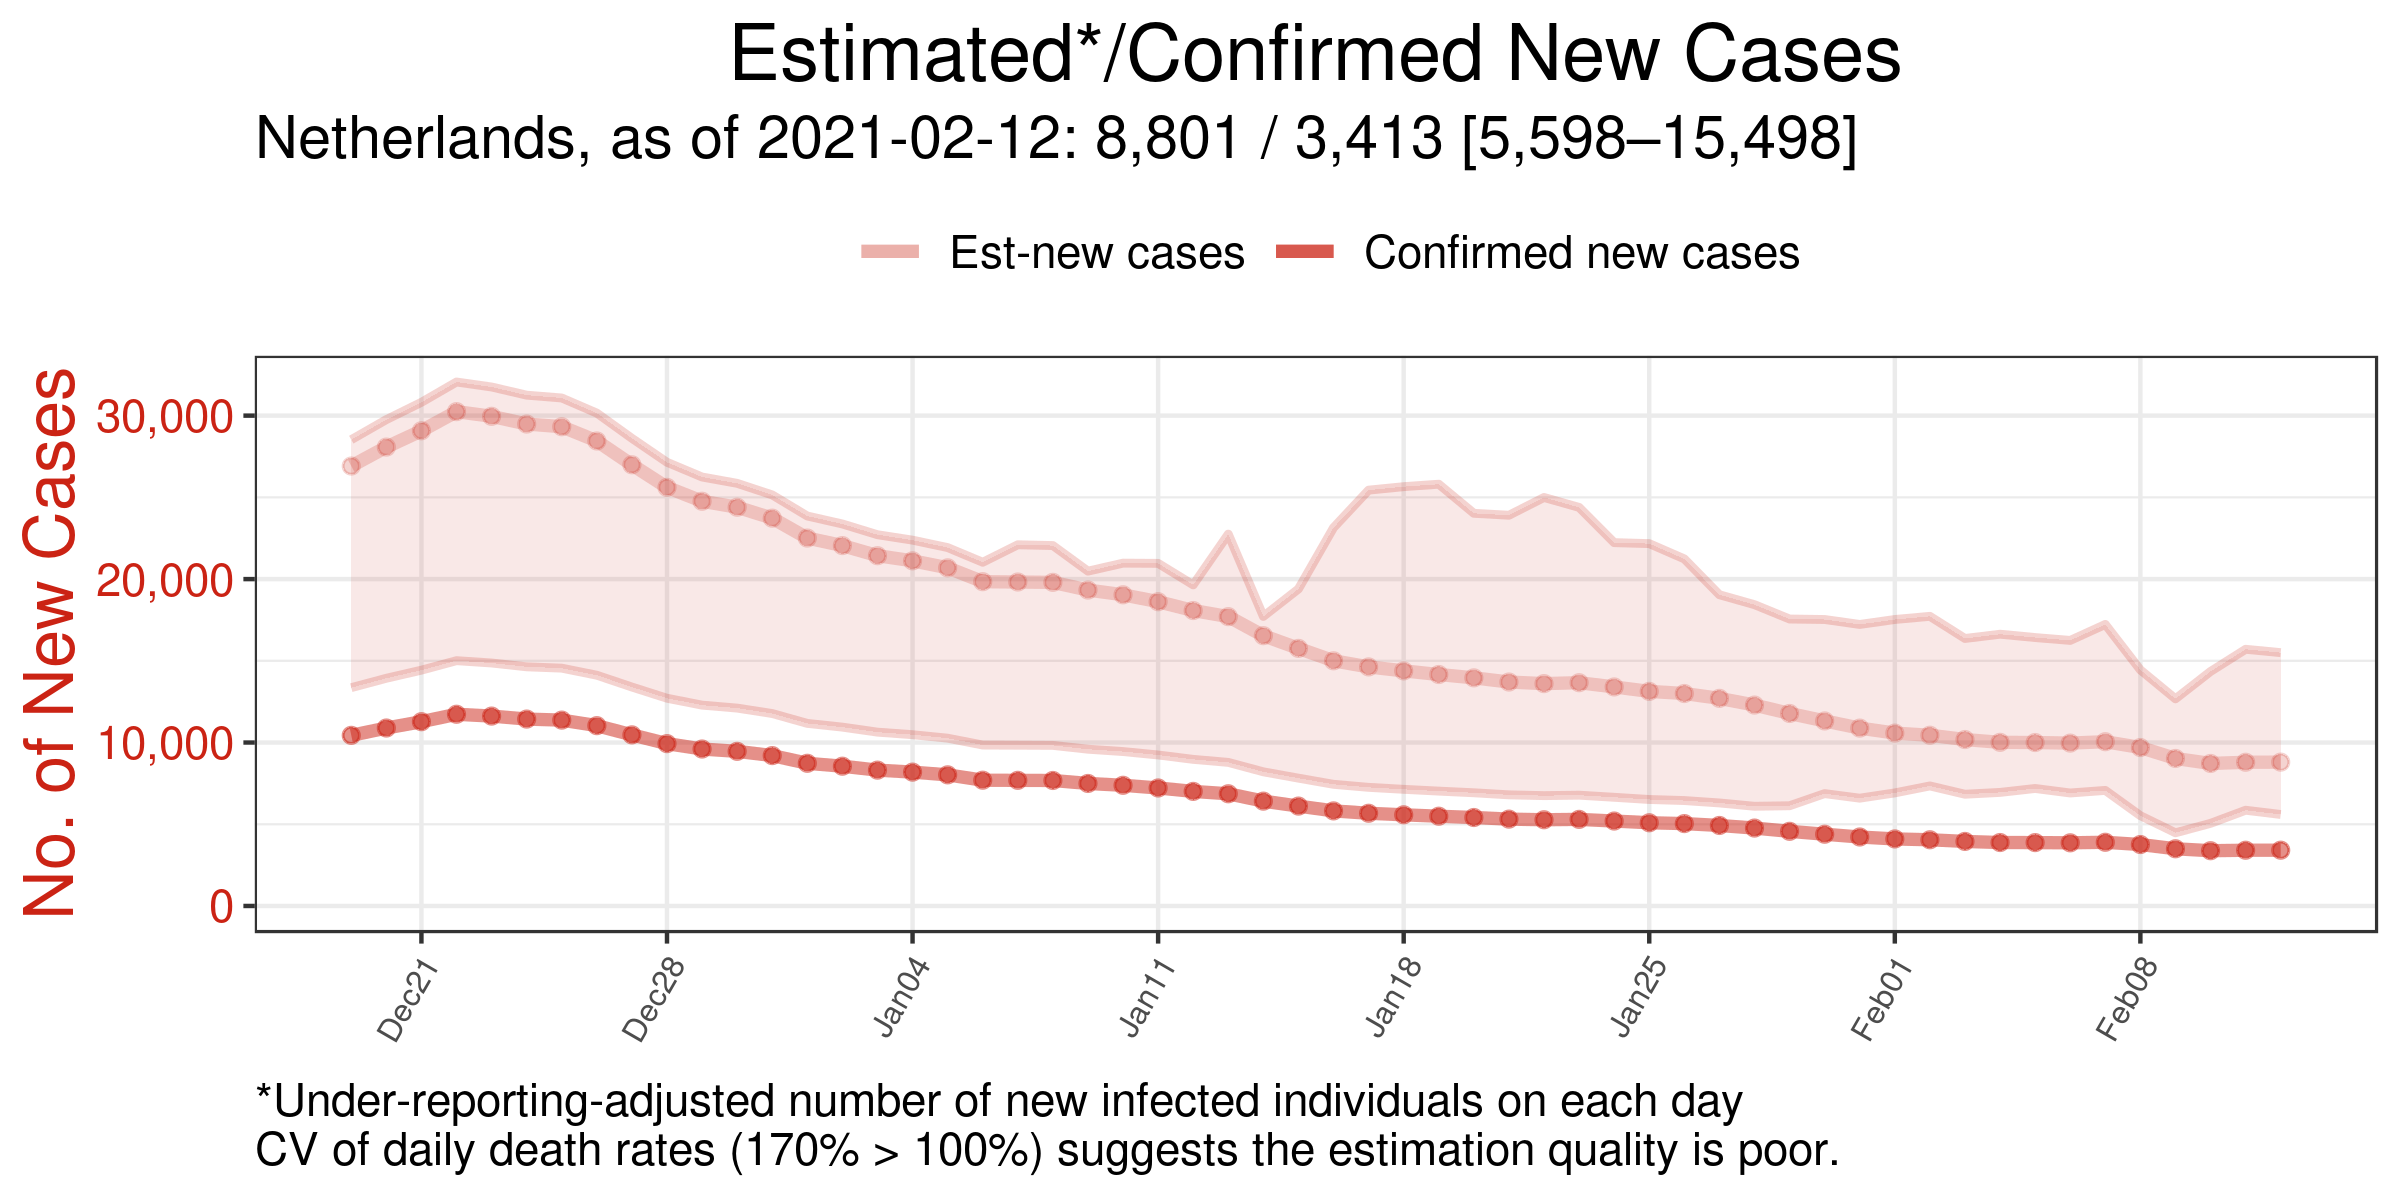 Estimated*/Confirmed New Cases
Netherlands, as of 2021-02-12: 8,801 / 3,413 [5,598–15,498]
Est-new cases Confirmed new cases
No. of New Cases
30,000
20,000
10,000
0
Dec21 Dec28 Jan04 Jan11 Jan18 Jan25 Feb01 Feb08
*Under-reporting-adjusted number of new infected individuals on each day
CV of daily death rates (170% > 100%) suggests the estimation quality is poor.